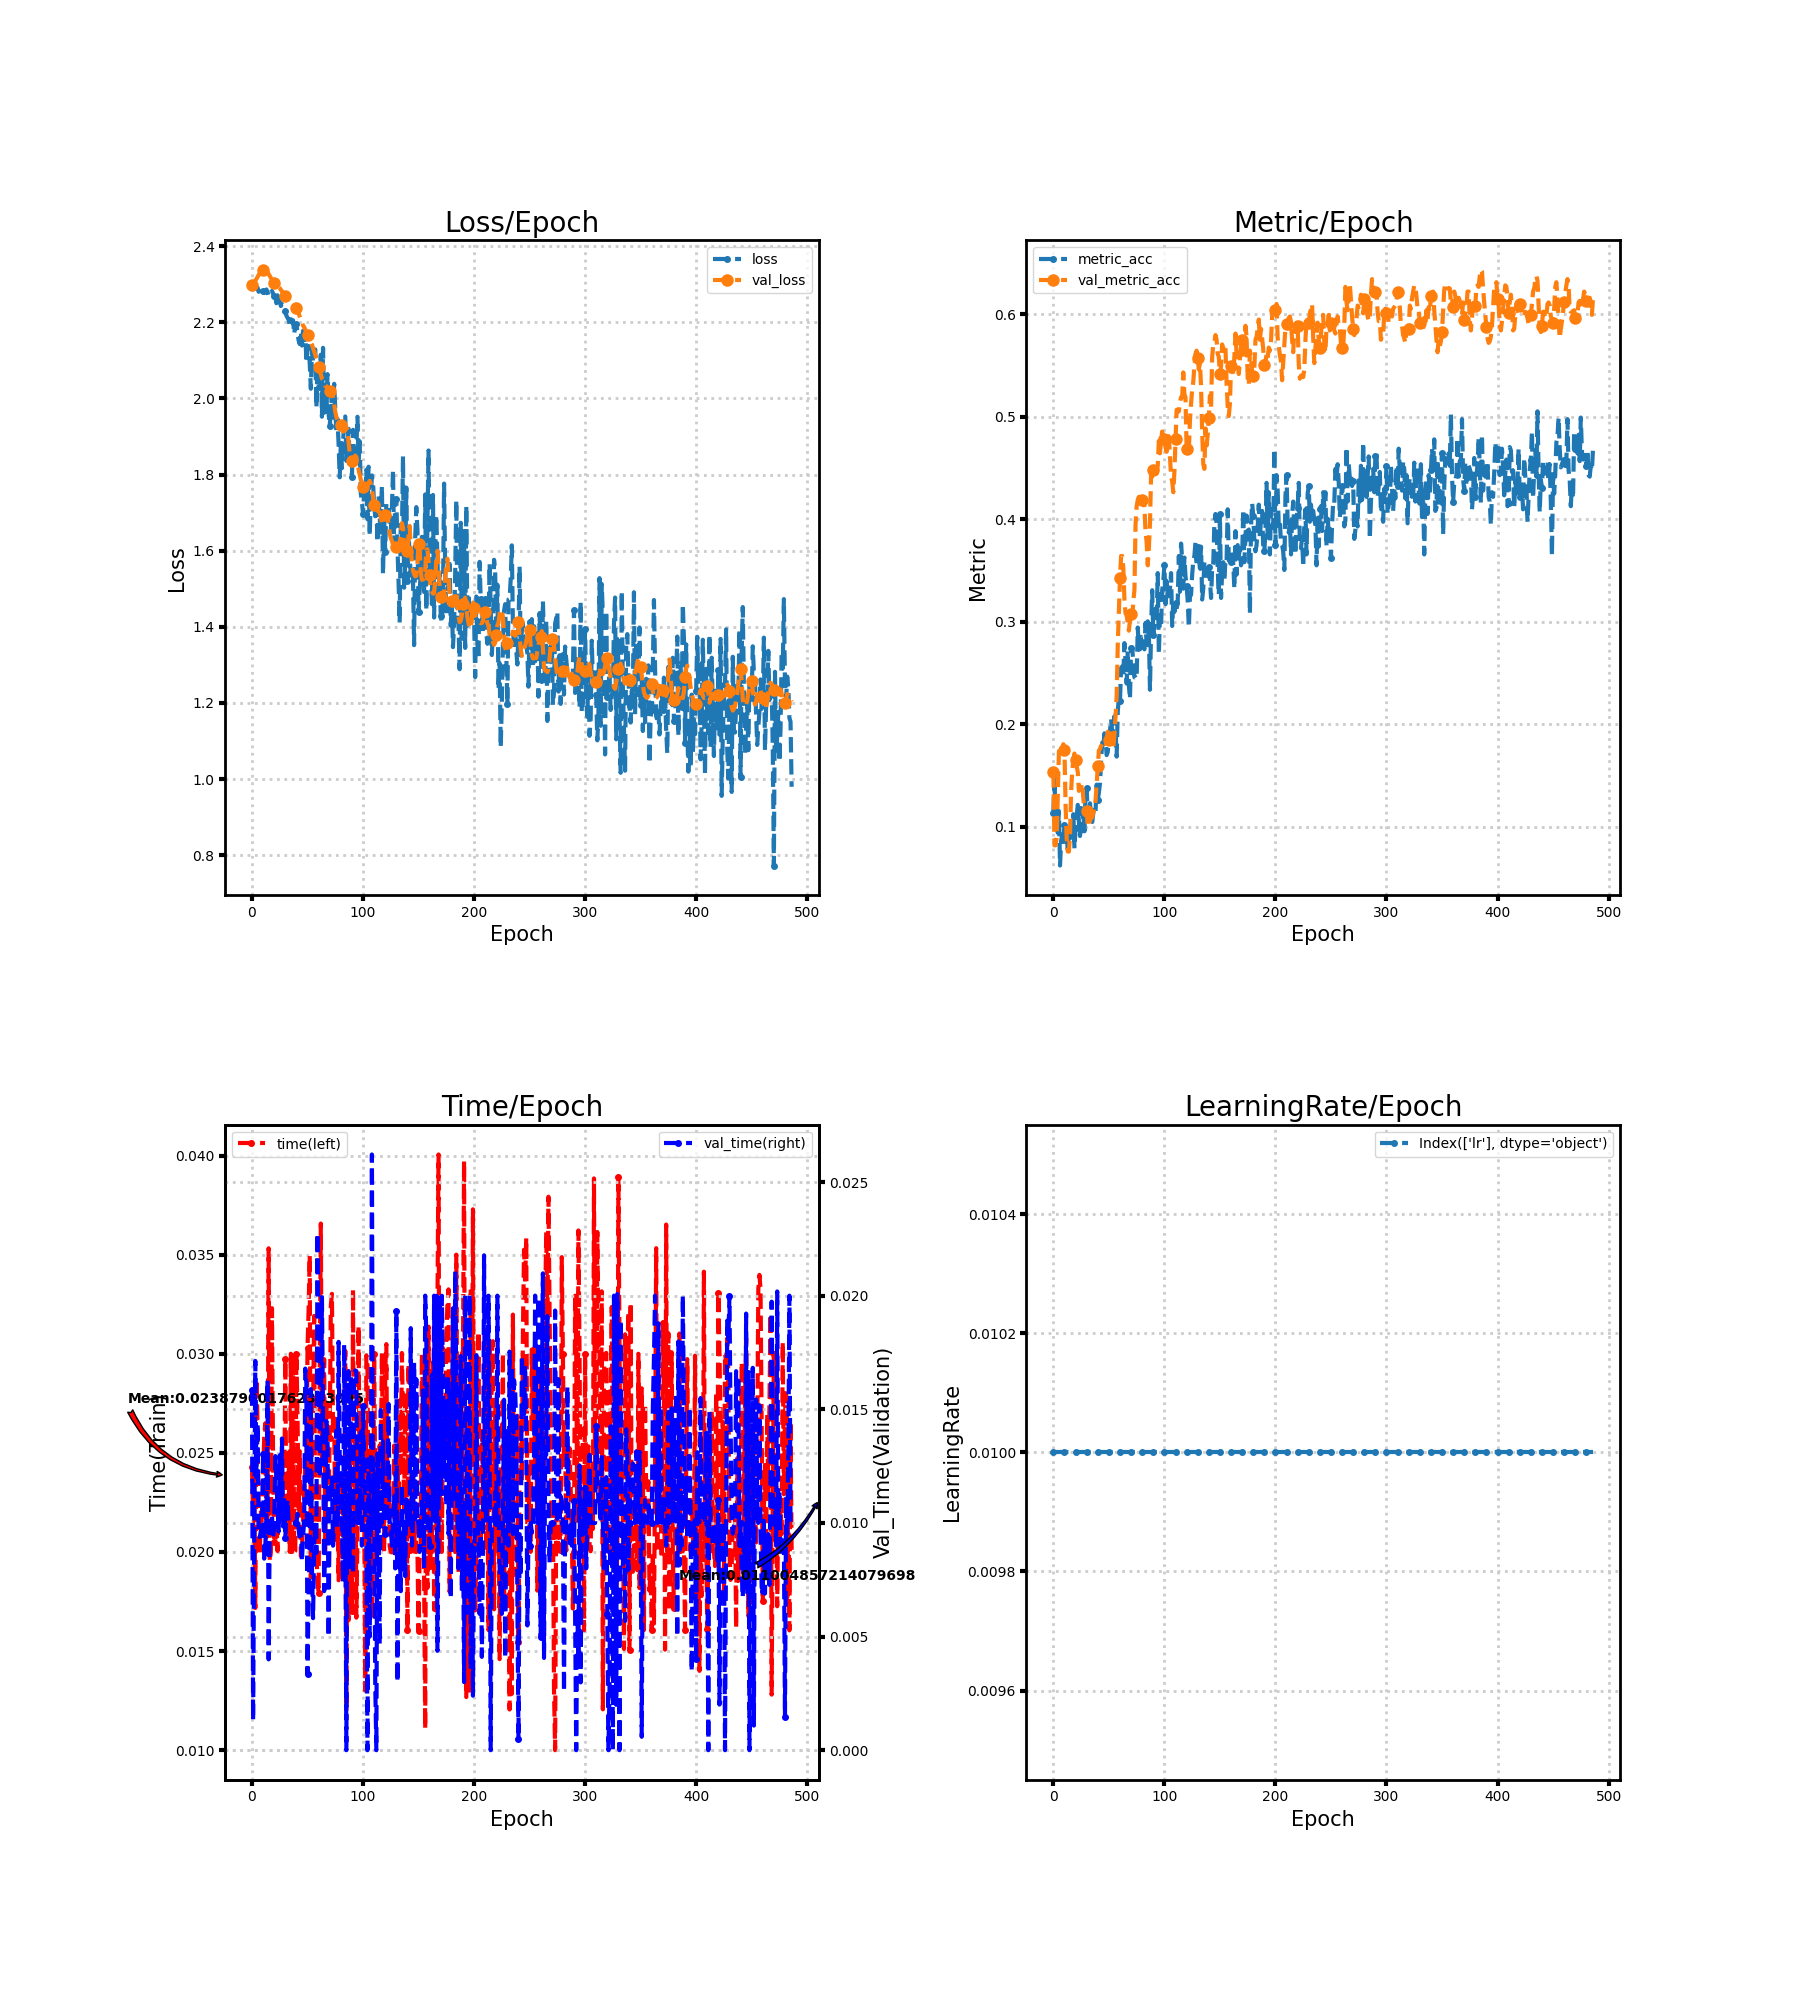 Loss/Epoch
2.4
2.2
2.0
1.8
1.6
1.4
1.2
1.0
0.8
Loss
loss
val_loss
0 100 200 300 400 500
Epoch
Metric/Epoch
0.6
0.5
0.4
0.3
0.2
0.1
Metric
metric_acc
val_metric_acc
0 100 200 300 400 500
Epoch
Time/Epoch
0.040
0.035
0.030
0.025
0.020
0.015
0.010
Time(Train)
time(left)
val_time(right)
0.025
0.020
0.015
0.010
0.005
0.000
Val_Time(Validation)
Mean:0.011004857214079698
0 100 200 300 400 500
Epoch
LearningRate/Epoch
0.0104
0.0102
0.0100
0.0098
0.0096
LearningRate
Index(['lr'], dtype='object')
0 100 200 300 400 500
Epoch